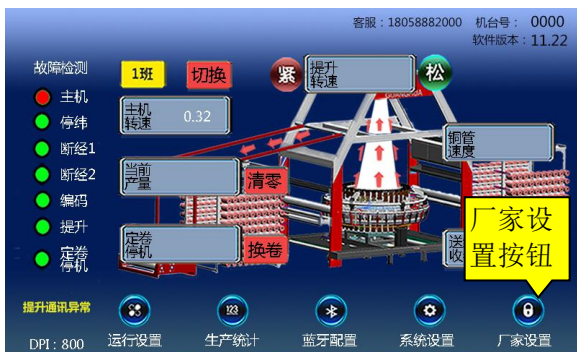 客服：18058882000 机台号： 0000
软件版本：11.22
故障检测
主机
停纬
断经1
断经2
编码
提升
定卷
停机
1班
切换
紧
提升
转速
松
主机
转速
0.32
铜管
速度
当前
产量
清零
定卷
停机
换卷
送
收
厂家设
置按钮
提升通讯异常
DPI：800
运行设置
123
生产统计
蓝牙配置
系统设置
厂家设置